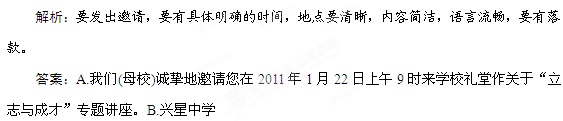 解析：要发出邀请，要有具体明确的时间，地点要清晰，内容简洁，语言流畅，要有落
款。
答案：A.我们(母校)诚挚地邀请您在 2011 年 1 月 22 日上午 9 时来学校礼堂作关于“立
志与成才”专题讲座。B.兴星中学